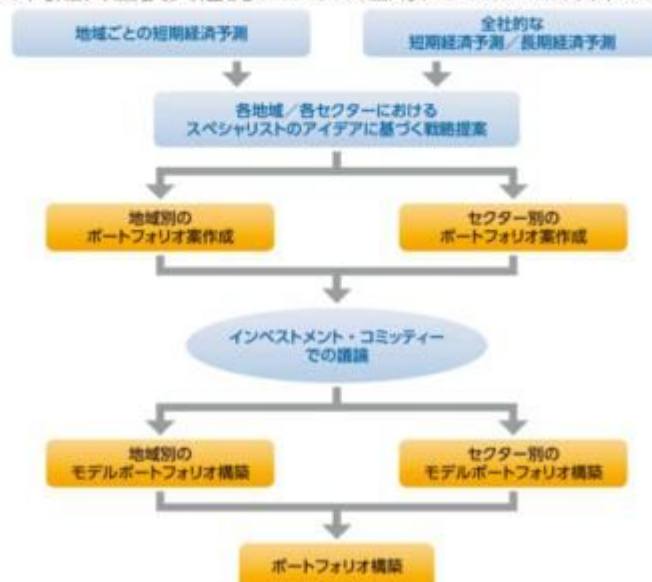 地域ごとの短期経済予測
全社的な
短期経済予測／長期経済予測
各地域／各セクターにおける
スペシャリストのアイデアに基づく戦略提案
地域別の
ポートフォリオ案作成
セクター別の
ポートフォリオ案作成
インベストメント・コミッティー
での議論
地域別の
モデルポートフォリオ構築
セクター別の
モデルポートフォリオ構築
ポートフォリオ構築